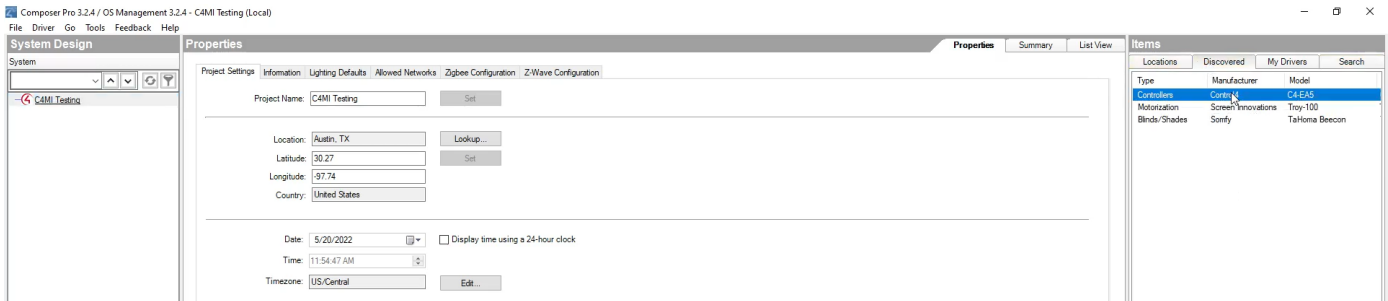 Composer Pro 3.2.4 / OS Management 3.2.4 - C4MI Testing (Local)
File Driver Go Tools Feedback Help
System Design
System
C4MI Testing
Properties
Properties Summary List View
Project Settings Information Lighting Defaults Allowed Networks Zigbee Configuration Z-Wave Configuration
Project Name: C4MI Testing Set
Location: Austin, TX Lookup...
Latitude: 30.27 Set
Longitude: -97.74
Country: United States
Date: 5/20/2022 Display time using a 24-hour clock
Time: 11:54:47 AM
Timezone: US/Central Edit...
Items
Locations Discovered My Drivers Search
Type Manufacturer Model
Controllers Control4 C4-EA5
Motorization Screen Innovations Troy-100
Blinds/Shades Somfy TaHoma Beecon